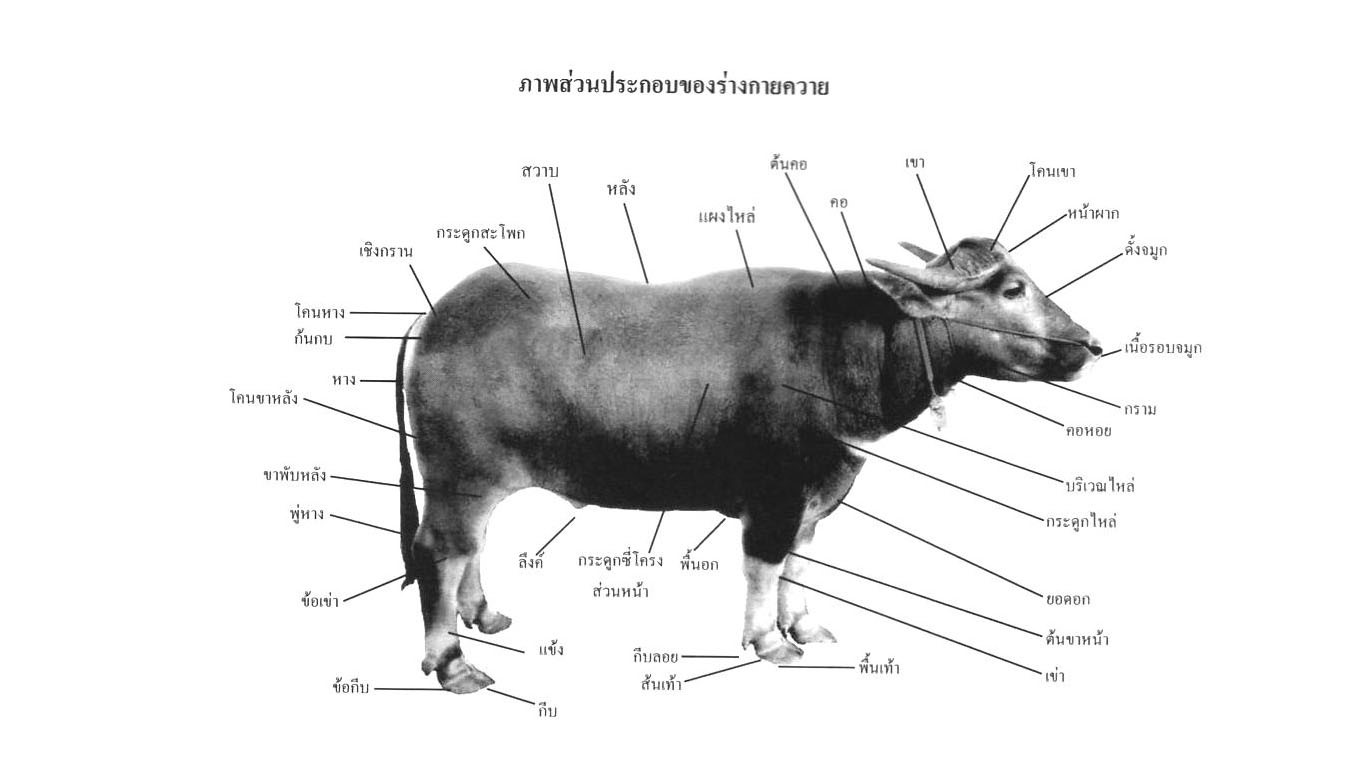 ภาพส่วนประกอบของร่างกายควาย
สวาบ
หลัง
แผงไหล่
ต้นคอ
คอ
เขา
โคนเขา
หน้าผาก
ดั้งจมูก
กระดูกสะโพก
เชิงกราน
โคนหาง
ก้นกบ
หาง
โคนขาหลัง
ขาพับหลัง
พู่หาง
ข้อเข่า
เนื้อรอบจมูก
กราม
คอหอย
บริเวณไหล่
กระดูกไหล่
ยอดอก
ต้นขาหน้า
เข่า
ลึงค์
กระดูกซี่โครง
ส่วนหน้า
พื้นอก
แข้ง
ข้อกีบ
กีบ
กีบลอย
ส้นเท้า
พื้นเท้า